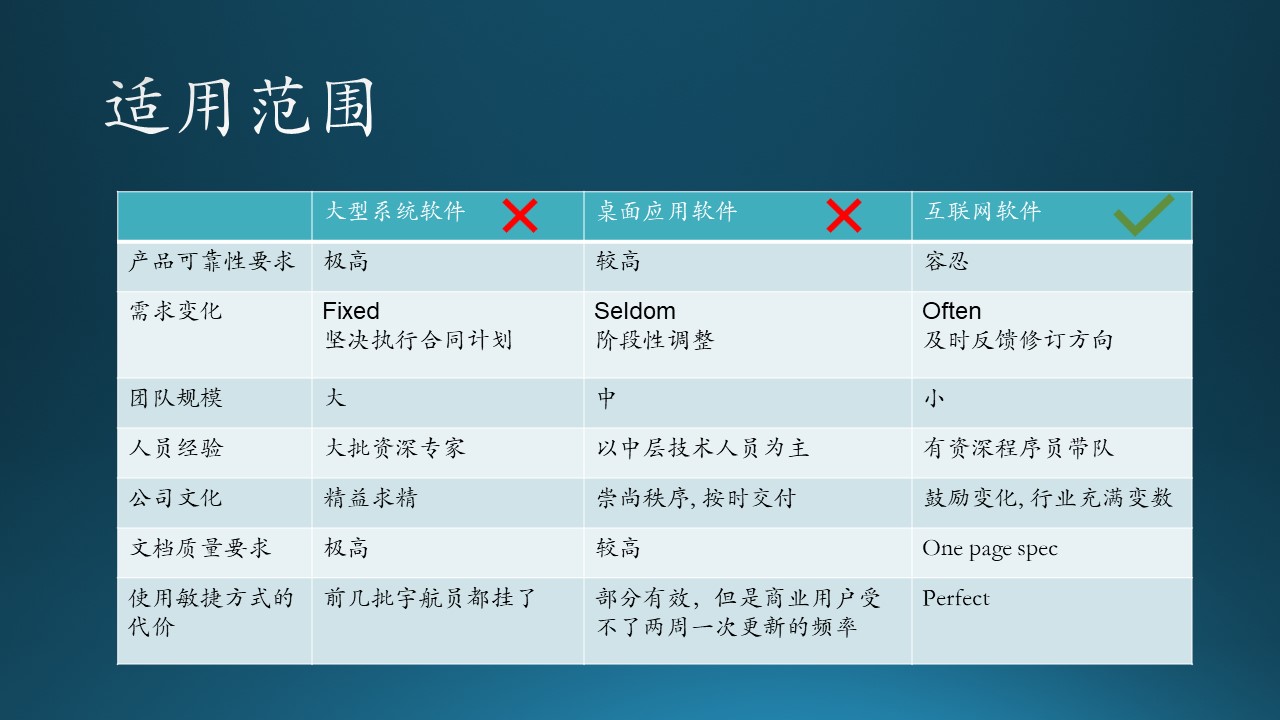 适用范围
大型系统软件 桌面应用软件 互联网软件
产品可靠性要求 极高 较高 容忍
需求变化 Fixed Seldom Often
坚决执行合同计划 阶段性调整 及时反馈修订方向
团队规模 大 中 小
人员经验 大批资深专家 以中层技术人员为主 有资深程序员带队
公司文化 精益求精 崇尚秩序, 按时交付 鼓励变化, 行业充满变数
文档质量要求 极高 较高 One page spec
使用敏捷方式的 前几批宇航员都挂了 部分有效，但是商业用户受 Perfect
代价 不了两周一次更新的频率